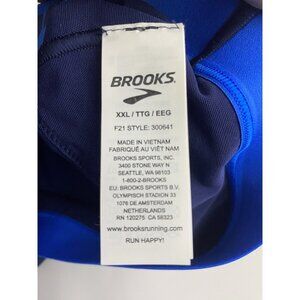 BROOKS
XXL / TTG / EEG
F21 STYLE: 300641
MADE IN VIETNAM
FABRIQUÉ AU VIÊT NAM
BROOKS SPORTS, INC.
3400 STONE WAY N
SEATTLE, WA 98103
1-800-2-BROOKS
EU: BROOKS SPORTS B.V.
OLYMPISCH STADION 33
1076 DE AMSTERDAM
NETHERLANDS
RN 120275 CA 58323
www.brooksrunning.com
RUN HAPPY!